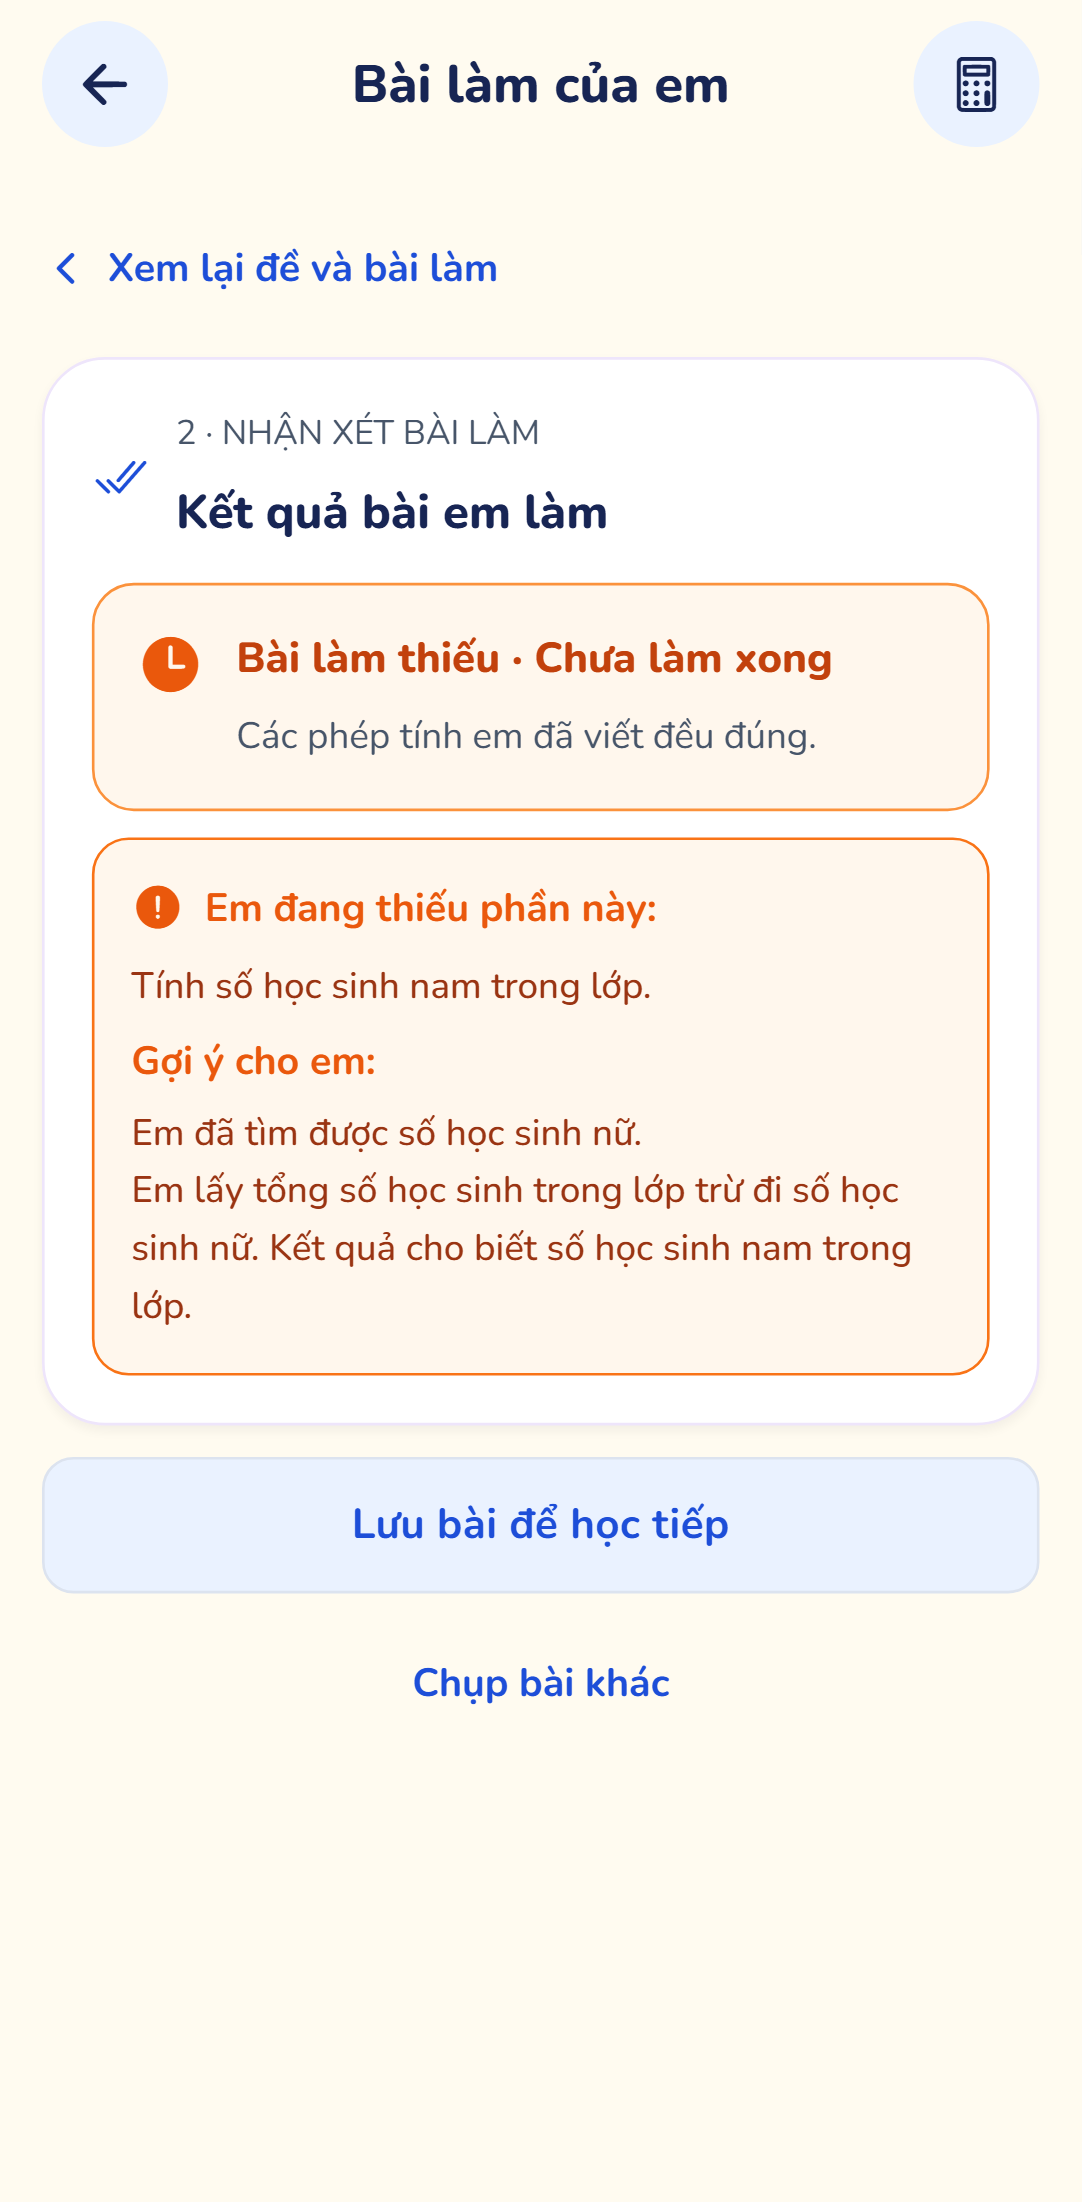 Bài làm của em
Xem lại đề và bài làm
2 · NHẬN XÉT BÀI LÀM
Kết quả bài em làm
Bài làm thiếu · Chưa làm xong
Các phép tính em đã viết đều đúng.
Em đang thiếu phần này:
Tính số học sinh nam trong lớp.
Gợi ý cho em:
Em đã tìm được số học sinh nữ.
Em lấy tổng số học sinh trong lớp trừ đi số học
sinh nữ. Kết quả cho biết số học sinh nam trong
lớp.
Lưu bài để học tiếp
Chụp bài khác